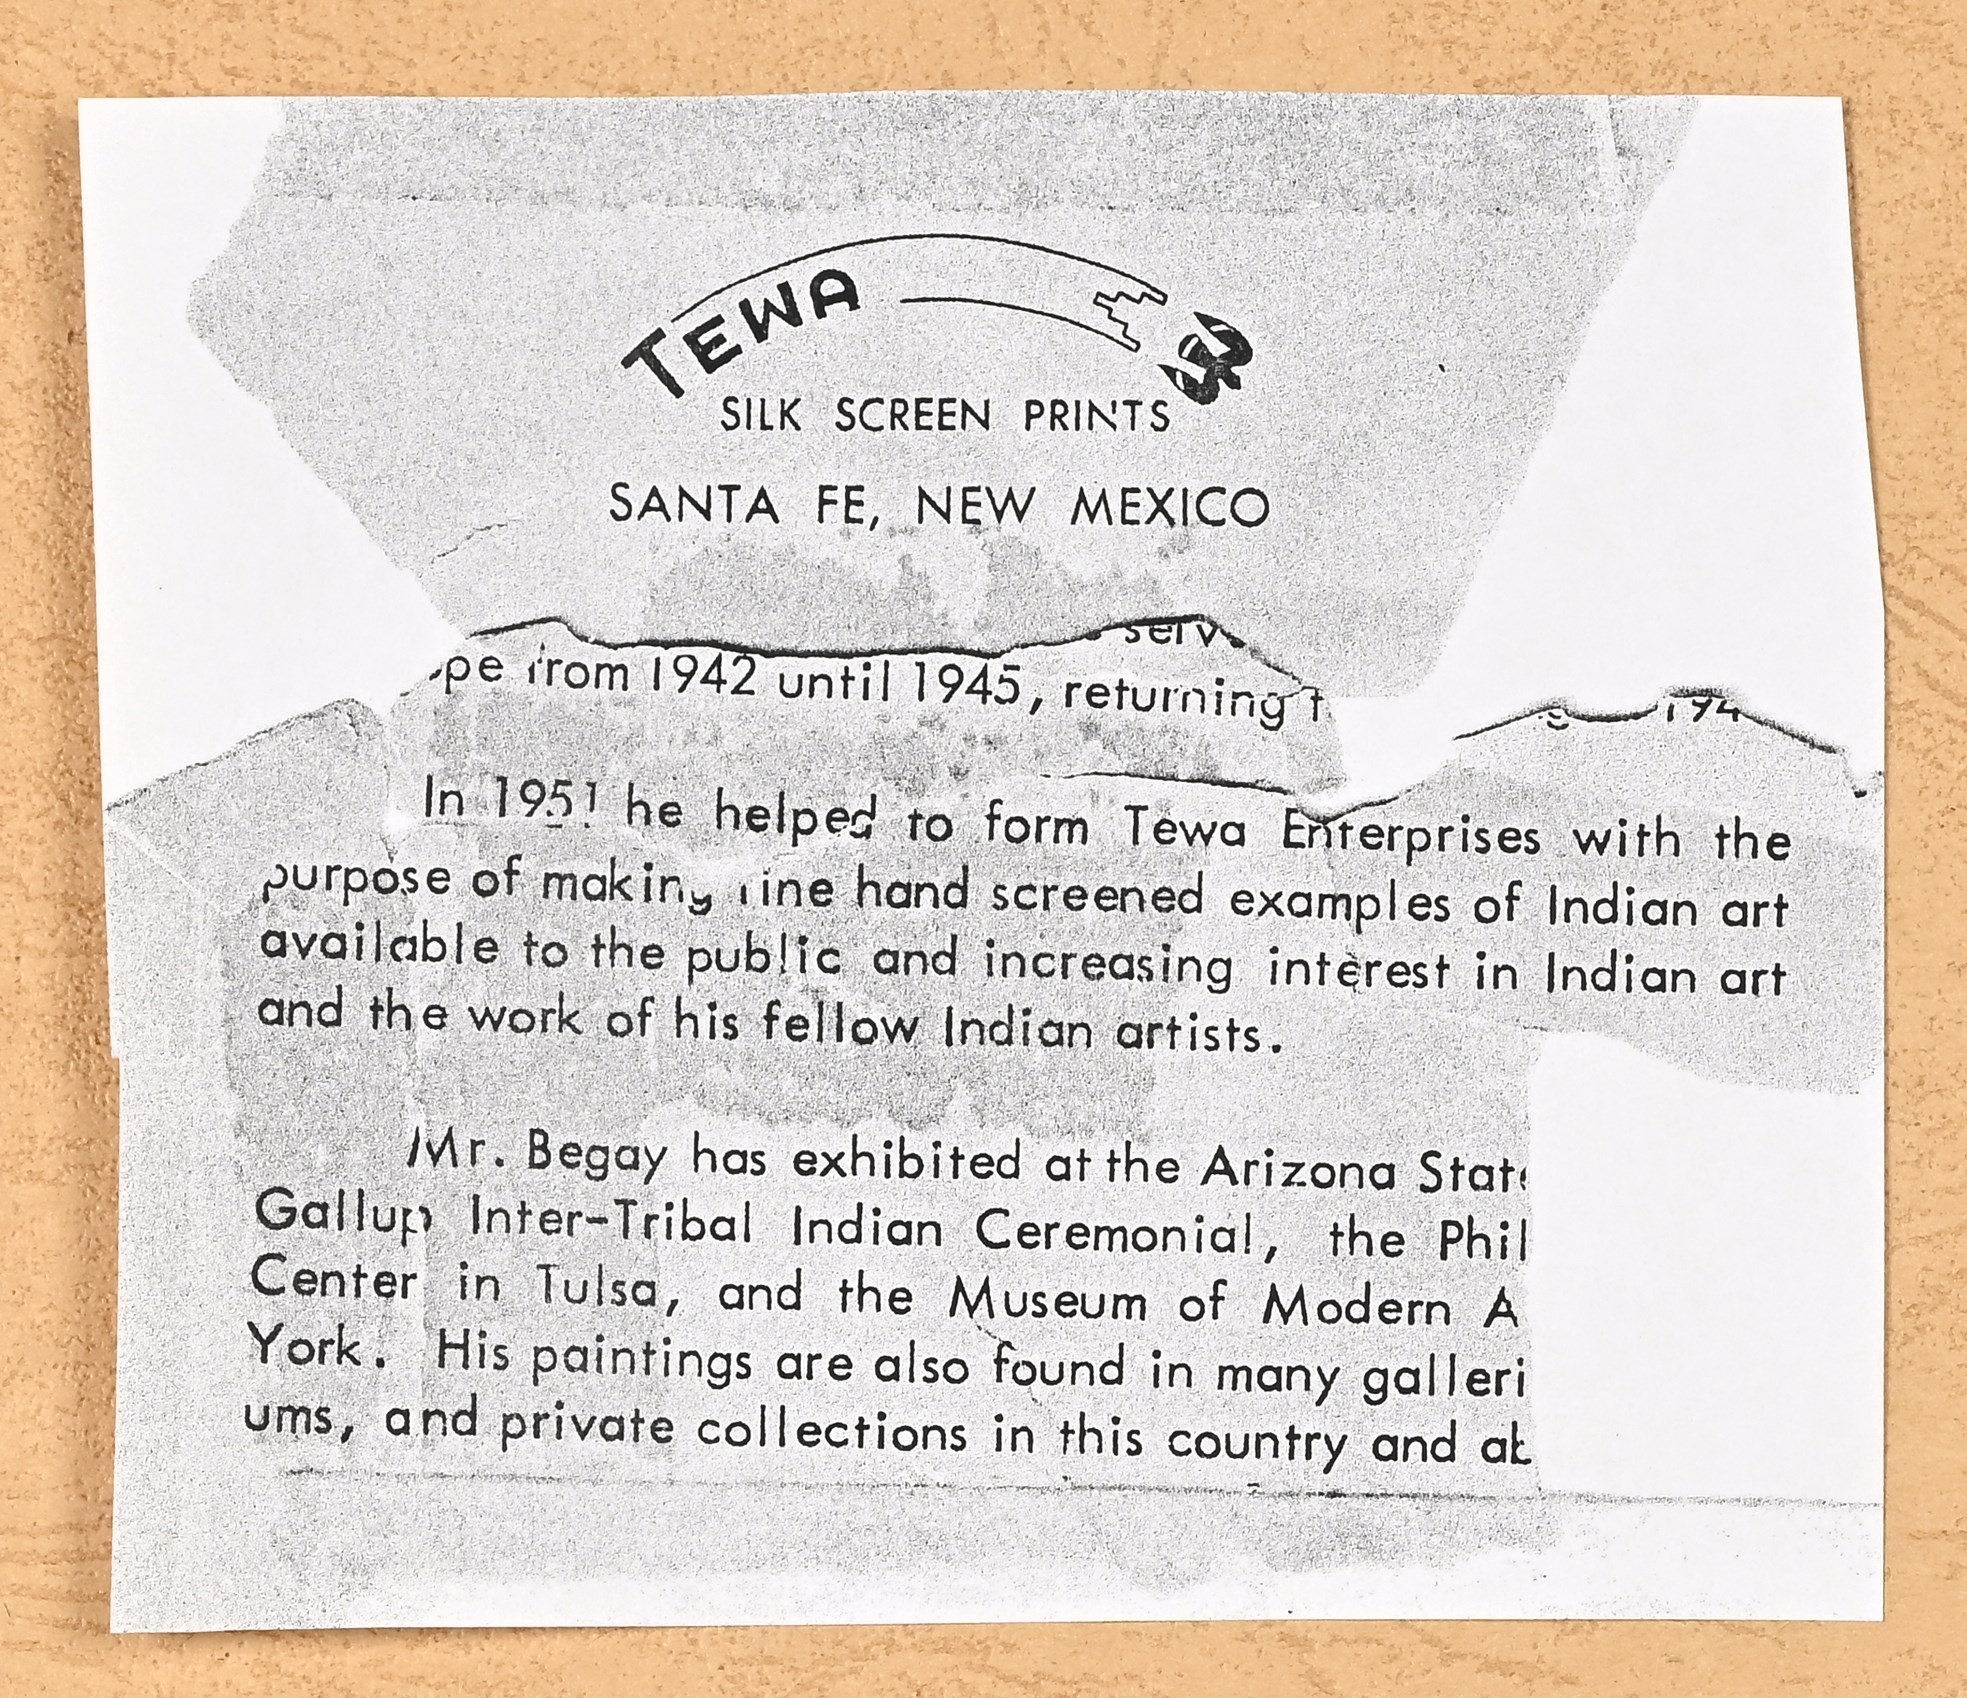 TEWA
SILK SCREEN PRINTS
SANTA FE, NEW MEXICO
from 1942 until 1945, returning
In 1951 he helped to form Tewa Enterprises with the
purpose of making fine hand screened examples of Indian art
available to the public and increasing interest in Indian art
and the work of his fellow Indian artists.
Mr. Begay has exhibited at the Arizona State
Gallup Inter-Tribal Indian Ceremonial, the Phil
Center in Tulsa, and the Museum of Modern A
York. His paintings are also found in many galleri
ums, and private collections in this country and ab